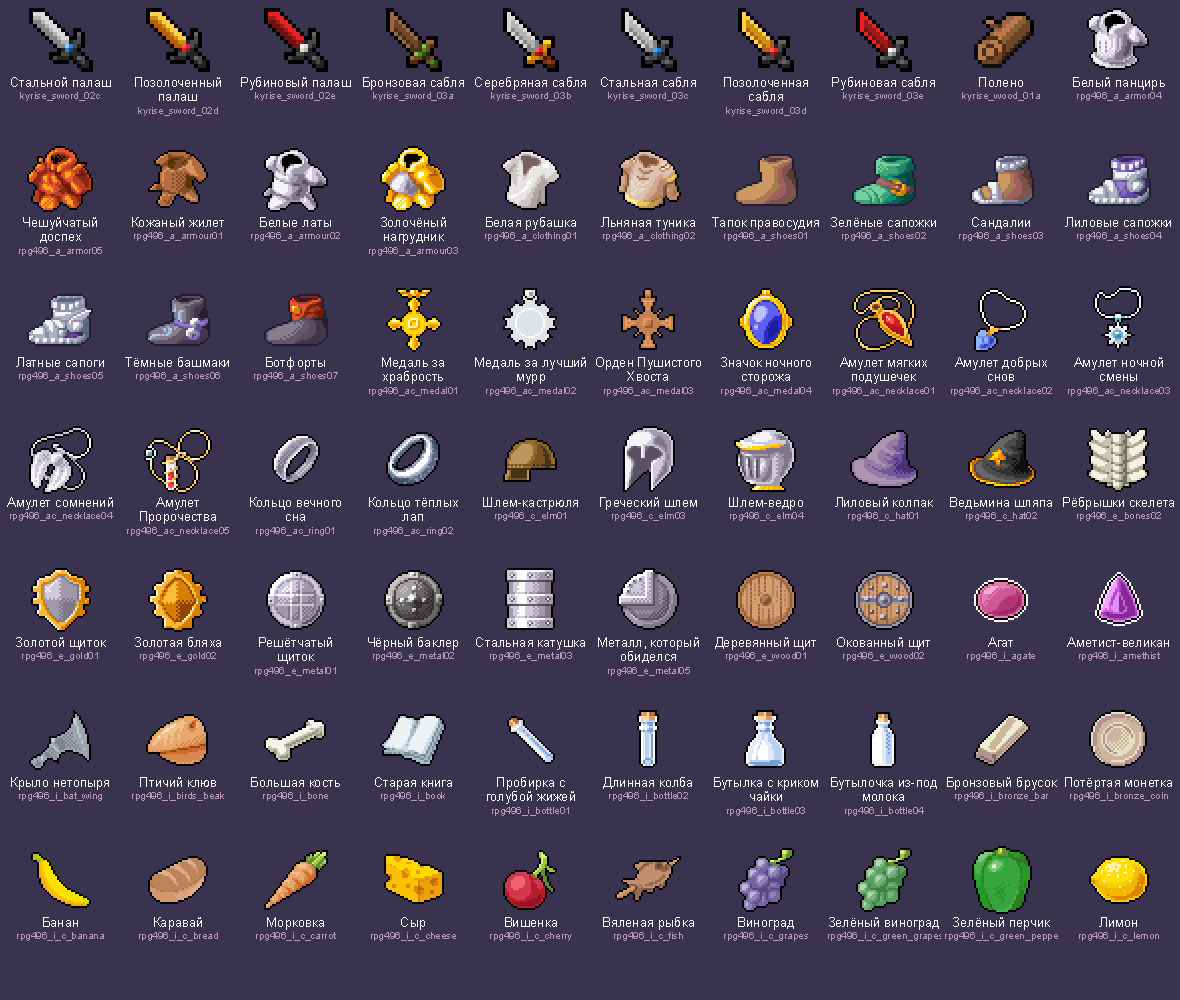 Стальной палаш
kyrise_sword_02c
Позолоченный
палаш
kyrise_sword_02d
Рубиновый палаш
kyrise_sword_02e
Бронзовая сабля
kyrise_sword_03a
Серебряная сабля
kyrise_sword_03b
Стальная сабля
kyrise_sword_03c
Позолоченная
сабля
kyrise_sword_03d
Рубиновая сабля
kyrise_sword_03e
Полено
kyrise_wood_01a
Белый панцирь
rpg496_a_armor04
Чешуйчатый
доспех
rpg496_a_armor05
Кожаный жилет
rpg496_a_armour01
Белые латы
rpg496_a_armour02
Золочёный
нагрудник
rpg496_a_armour03
Белая рубашка
rpg496_a_clothing01
Льняная туника
rpg496_a_clothing02
Тапок правосудия
rpg496_a_shoes01
Зелёные сапожки
rpg496_a_shoes02
Сандалии
rpg496_a_shoes03
Лиловые сапожки
rpg496_a_shoes04
Латные сапоги
rpg496_a_shoes05
Тёмные башмаки
rpg496_a_shoes06
Ботфорты
rpg496_a_shoes07
Медаль за
храбрость
rpg496_ac_medal01
Медаль за лучший
мурр
rpg496_ac_medal02
Орден Пушистого
Хвоста
rpg496_ac_medal03
Значок ночного
сторожа
rpg496_ac_medal04
Амулет мягких
подушечек
rpg496_ac_necklace01
Амулет добрых
снов
rpg496_ac_necklace02
Амулет ночной
смены
rpg496_ac_necklace03
Амулет сомнений
rpg496_ac_necklace04
Амулет
Пророчества
rpg496_ac_necklace05
Кольцо вечного
сна
rpg496_ac_ring01
Кольцо тёплых
лап
rpg496_ac_ring02
Шлем-кастрюля
rpg496_c_elm01
Греческий шлем
rpg496_c_elm03
Шлем-ведро
rpg496_c_elm04
Лиловый колпак
rpg496_c_hat01
Ведьмина шляпа
rpg496_c_hat02
Рёбрышки скелета
rpg496_e_bones02
Золотой щиток
rpg496_e_gold01
Золотая бляха
rpg496_e_gold02
Решётчатый
щиток
rpg496_e_metal01
Чёрный баклер
rpg496_e_metal02
Стальная катушка
rpg496_e_metal03
Металл, который
обиделся
rpg496_e_metal05
Деревянный щит
rpg496_e_wood01
Окованный щит
rpg496_e_wood02
Агат
rpg496_i_agate
Аметист-великан
rpg496_i_amethist
Крыло нетопыря
rpg496_i_bat_wing
Птичий клюв
rpg496_i_birds_beak
Большая кость
rpg496_i_bone
Старая книга
rpg496_i_book
Пробирка с
голубой жижей
rpg496_i_bottle01
Длинная колба
rpg496_i_bottle02
Бутылка с криком
чайки
rpg496_i_bottle03
Бутылочка из-под
молока
rpg496_i_bottle04
Бронзовый брусок
rpg496_i_bronze_bar
Потёртая монетка
rpg496_i_bronze_coin
Банан
rpg496_i_c_banana
Каравай
rpg496_i_c_bread
Морковка
rpg496_i_c_carrot
Сыр
rpg496_i_c_cheese
Вишенка
rpg496_i_c_cherry
Вяленая рыбка
rpg496_i_c_fish
Виноград
rpg496_i_c_grapes
Зелёный виноград
rpg496_i_c_green_grapes
Зелёный перчик
rpg496_i_c_green_peppe
Лимон
rpg496_i_c_lemon